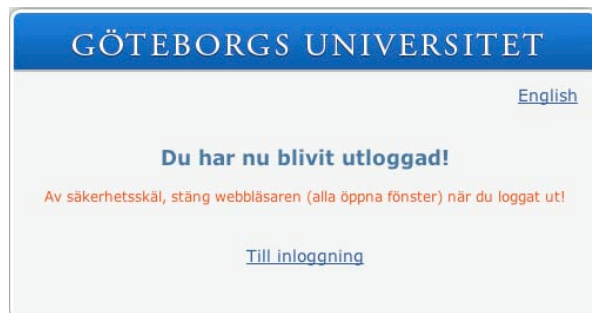 GÖTEBORGS UNIVERSITET
English
Du har nu blivit utloggad!
Av säkerhetsskäl, stäng webbläsaren (alla öppna fönster) när du loggat ut!
Till inloggning